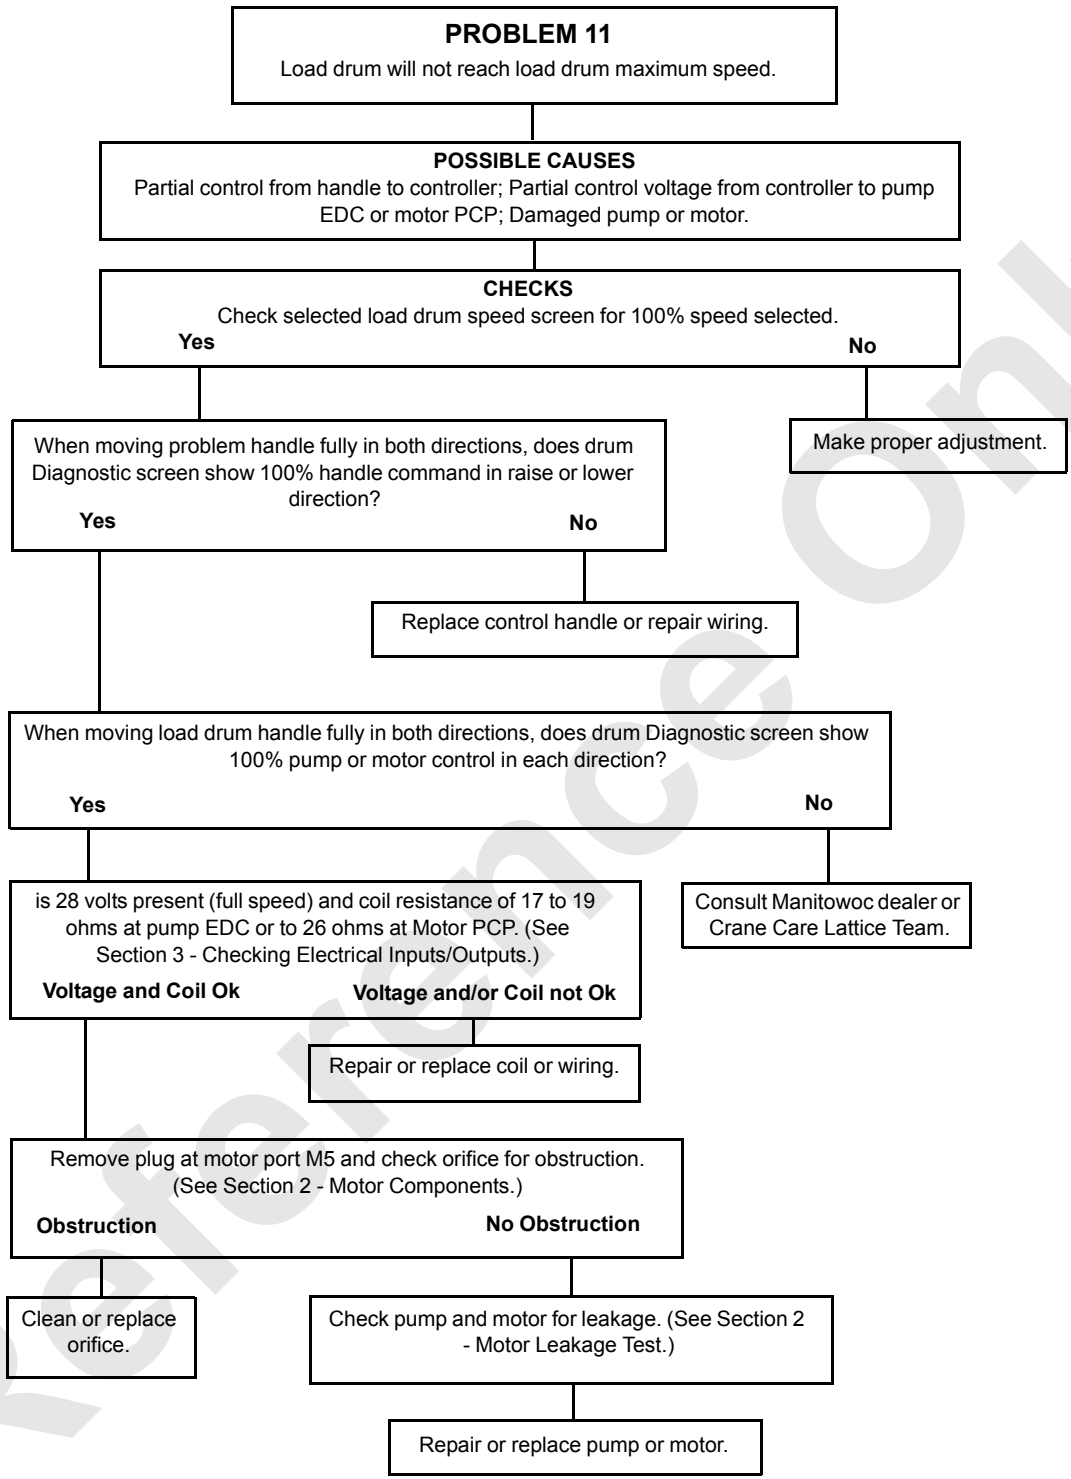 PROBLEM 11
Load drum will not reach load drum maximum speed.
POSSIBLE CAUSES
Partial control from handle to controller; Partial control voltage from controller to pump
EDC or motor PCP; Damaged pump or motor.
CHECKS
Check selected load drum speed screen for 100% speed selected.
Yes
No
When moving problem handle fully in both directions, does drum
Diagnostic screen show 100% handle command in raise or lower
direction?
Yes
No
Make proper adjustment.
Replace control handle or repair wiring.
When moving load drum handle fully in both directions, does drum Diagnostic screen show
100% pump or motor control in each direction?
Yes
No
is 28 volts present (full speed) and coil resistance of 17 to 19
ohms at pump EDC or to 26 ohms at Motor PCP. (See
Section 3 - Checking Electrical Inputs/Outputs.)
Voltage and Coil Ok
Voltage and/or Coil not Ok
Consult Manitowoc dealer or
Crane Care Lattice Team.
Repair or replace coil or wiring.
Remove plug at motor port M5 and check orifice for obstruction.
(See Section 2 - Motor Components.)
Obstruction
No Obstruction
Clean or replace
orifice.
Check pump and motor for leakage. (See Section 2
- Motor Leakage Test.)
Repair or replace pump or motor.
Reference Onl